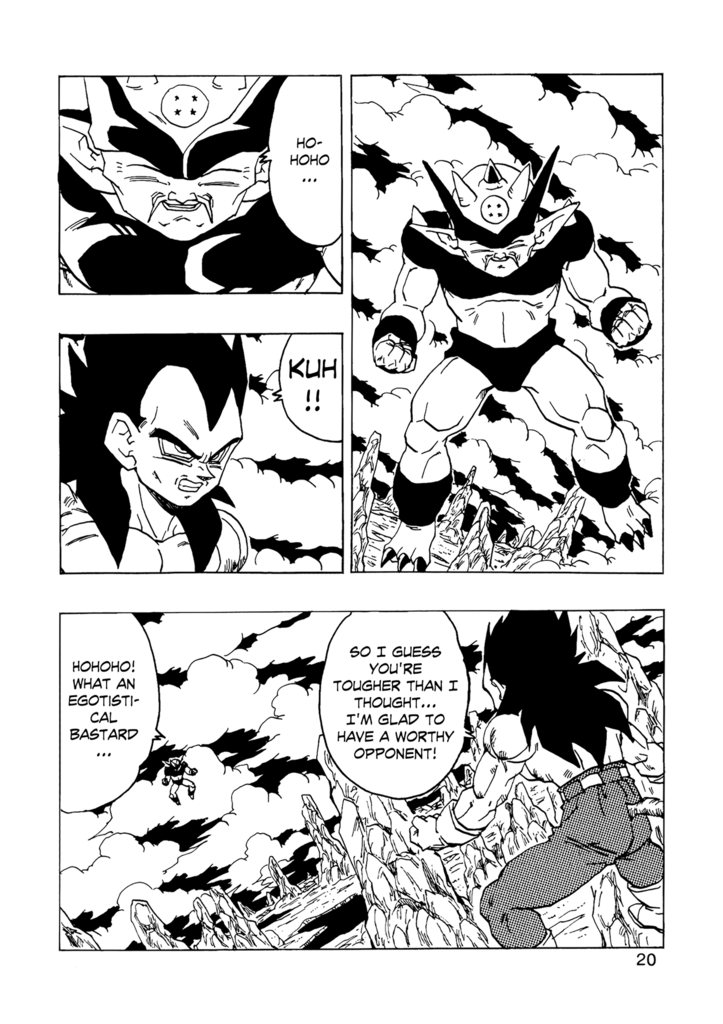 HO-
HOHO
...
KUH
!!
SO I GUESS
YOU'RE
TOUGHER THAN I
THOUGHT...
I'M GLAD TO
HAVE A WORTHY
OPPONENT!
HOHOHO!
WHAT AN
EGOTISTI-
CAL
BASTARD
...
20